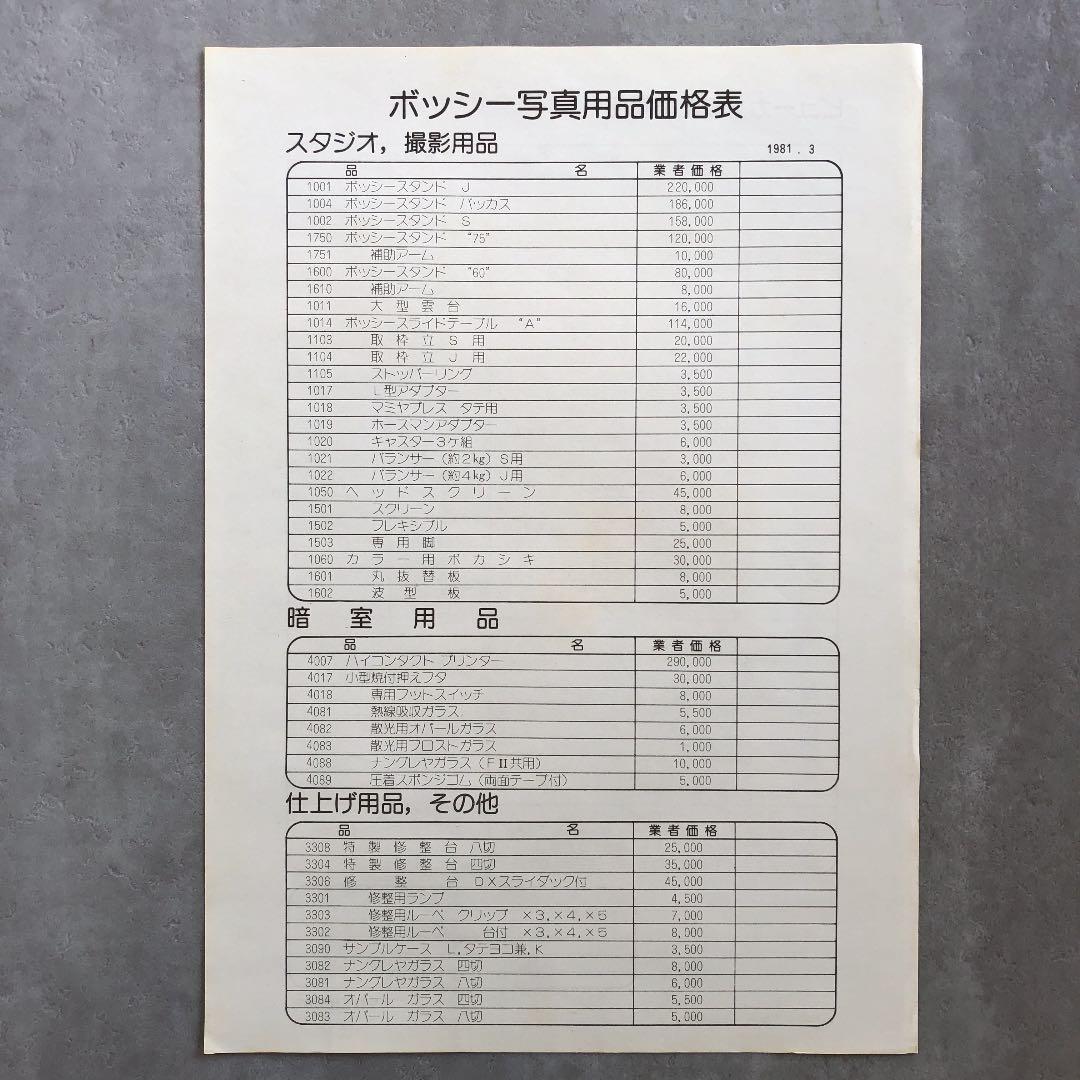 ボッシー写真用品価格表
スタジオ，撮影用品 1981．3
品 名 業者価格
1001 ボッシースタンド J 220,000
1004 ボッシースタンド バッカス 186,000
1002 ボッシースタンド S 158,000
1750 ボッシースタンド “75” 120,000
1751 補助アーム 10,000
1600 ボッシースタンド “60” 80,000
1610 補助アーム 8,000
1011 大型雲台 16,000
1014 ボッシースライドテーブル “A” 114,000
1103 取枠立S用 20,000
1104 取枠立J用 22,000
1105 ストッパーリング 3,500
1017 L型アダプター 3,500
1018 マミヤプレス タテ用 3,500
1019 ホースマンアダプター 3,500
1020 キャスター3ケ組 6,000
1021 バランサー（約2kg）S用 3,000
1022 バランサー（約4kg）J用 6,000
1050 ヘッドスクリーン 45,000
1501 スクリーン 8,000
1502 フレキシブル 5,000
1503 専用脚 25,000
1060 カラー用ボカシキ 30,000
1601 丸抜替板 8,000
1602 波型板 5,000
暗室用品
品 名 業者価格
4007 ハイコンタクト プリンター 290,000
4017 小型焼付押えフタ 30,000
4018 専用フットスイッチ 8,000
4081 熱線吸収ガラス 5,500
4082 散光用オパールガラス 6,000
4083 散光用フロストガラス 1,000
4088 ナングレヤガラス（FⅡ共用） 10,000
4089 圧着スポンジゴム（両面テープ付） 5,000
仕上げ用品，その他
品 名 業者価格
3308 特製修整台 八切 25,000
3304 特製修整台 四切 35,000
3306 修整台 DXスライダック付 45,000
3301 修整用ランプ 4,500
3303 修整用ルーペ クリップ ×3,×4,×5 7,000
3302 修整用ルーペ 台付 ×3,×4,×5 8,000
3090 サンプルケース L,タテヨコ兼,K 3,500
3082 ナングレヤガラス 四切 8,000
3081 ナングレヤガラス 八切 6,000
3084 オパール ガラス 四切 5,500
3083 オパール ガラス 八切 5,000